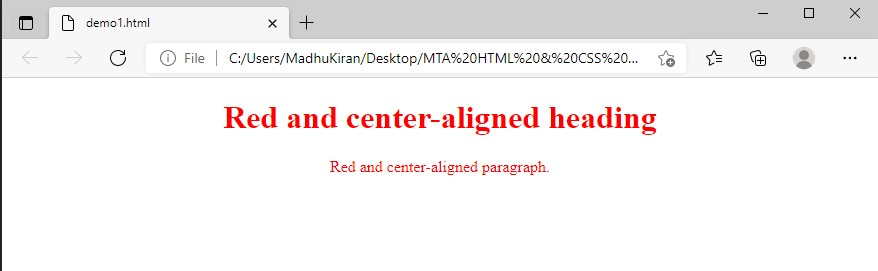 demo1.html
File | C:/Users/MadhuKiran/Desktop/MTA%20HTML%20&%20CSS%20...
Red and center-aligned heading
Red and center-aligned paragraph.